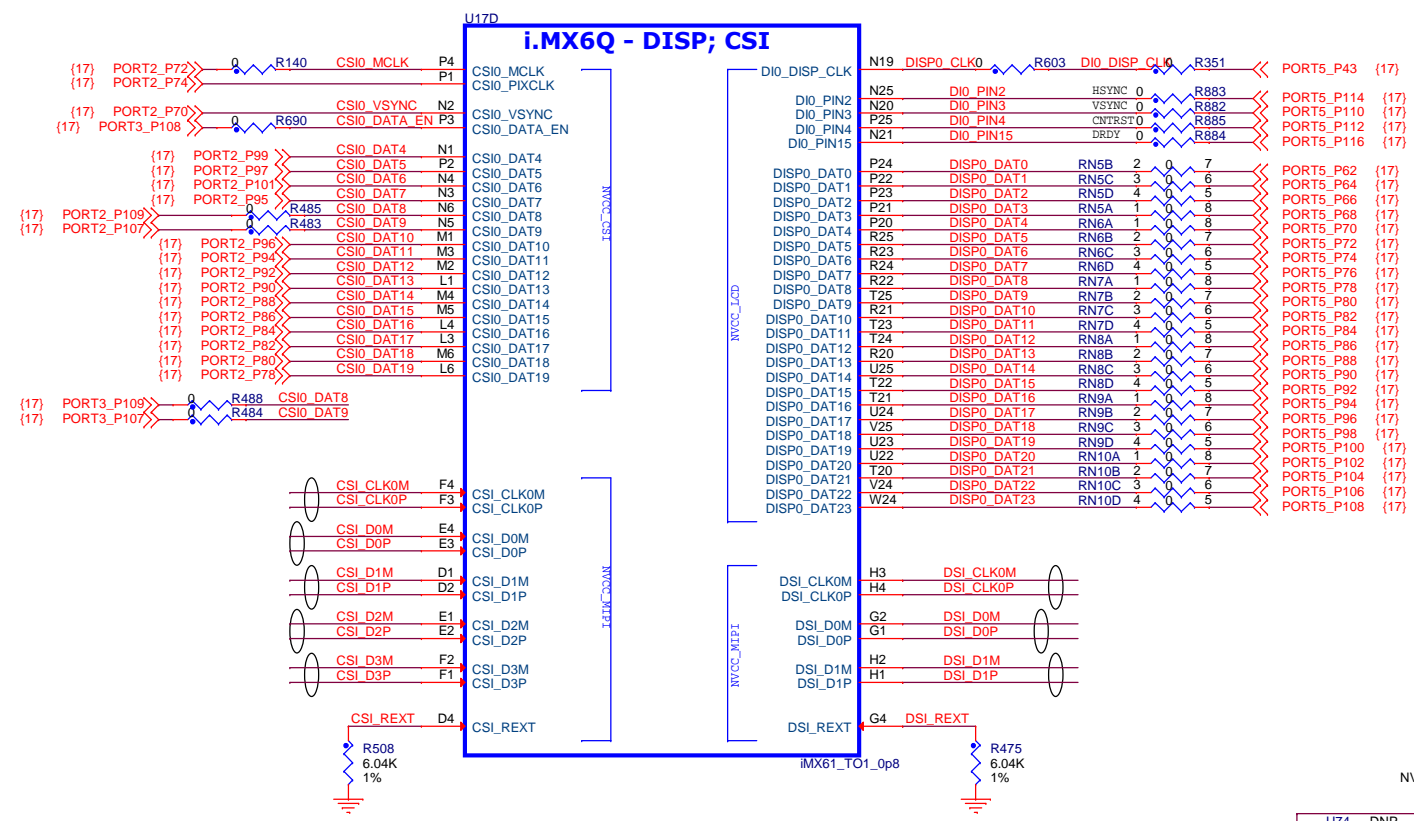 U17D
i.MX6Q - DISP; CSI
{17} PORT2_P72 0 R140 CSI0_MCLK P4 CSI0_MCLK
{17} PORT2_P74 P1 CSI0_PIXCLK
{17} PORT2_P70 CSI0_VSYNC N2 CSI0_VSYNC
{17} PORT3_P108 0 R690 CSI0_DATA_EN P3 CSI0_DATA_EN
{17} PORT2_P99 CSI0_DAT4 N1 CSI0_DAT4
{17} PORT2_P97 CSI0_DAT5 P2 CSI0_DAT5
{17} PORT2_P101 CSI0_DAT6 N4 CSI0_DAT6
{17} PORT2_P95 CSI0_DAT7 N3 CSI0_DAT7
{17} PORT2_P109 0 R485 CSI0_DAT8 N6 CSI0_DAT8
{17} PORT2_P107 0 R483 CSI0_DAT9 N5 CSI0_DAT9
{17} PORT2_P96 CSI0_DAT10 M1 CSI0_DAT10
{17} PORT2_P94 CSI0_DAT11 M3 CSI0_DAT11
{17} PORT2_P92 CSI0_DAT12 M2 CSI0_DAT12
{17} PORT2_P90 CSI0_DAT13 L1 CSI0_DAT13
{17} PORT2_P88 CSI0_DAT14 M4 CSI0_DAT14
{17} PORT2_P86 CSI0_DAT15 M5 CSI0_DAT15
{17} PORT2_P84 CSI0_DAT16 L4 CSI0_DAT16
{17} PORT2_P82 CSI0_DAT17 L3 CSI0_DAT17
{17} PORT2_P80 CSI0_DAT18 M6 CSI0_DAT18
{17} PORT2_P78 CSI0_DAT19 L6 CSI0_DAT19
{17} PORT3_P109 0 R488 CSI0_DAT8
{17} PORT3_P107 0 R484 CSI0_DAT9
NVCC_CSI
CSI_CLK0M F4 CSI_CLK0M
CSI_CLK0P F3 CSI_CLK0P
CSI_D0M E4 CSI_D0M
CSI_D0P E3 CSI_D0P
CSI_D1M D1 CSI_D1M
CSI_D1P D2 CSI_D1P
CSI_D2M E1 CSI_D2M
CSI_D2P E2 CSI_D2P
CSI_D3M F2 CSI_D3M
CSI_D3P F1 CSI_D3P
CSI_REXT D4 CSI_REXT
NVCC_MIPI
R508
6.04K
1%
DI0_DISP_CLK N19 DISP0_CLK 0 R603 DI0_DISP_CLK 0 R351 PORT5_P43 {17}
DI0_PIN2 N25 DI0_PIN2 HSYNC 0 R883 PORT5_P114 {17}
DI0_PIN3 N20 DI0_PIN3 VSYNC 0 R882 PORT5_P110 {17}
DI0_PIN4 P25 DI0_PIN4 CNTRST 0 R885 PORT5_P112 {17}
DI0_PIN15 N21 DI0_PIN15 DRDY 0 R884 PORT5_P116 {17}
DISP0_DAT0 P24 DISP0_DAT0 RN5B 2 0 7 PORT5_P62 {17}
DISP0_DAT1 P22 DISP0_DAT1 RN5C 3 0 6 PORT5_P64 {17}
DISP0_DAT2 P23 DISP0_DAT2 RN5D 4 0 5 PORT5_P66 {17}
DISP0_DAT3 P21 DISP0_DAT3 RN5A 1 0 8 PORT5_P68 {17}
DISP0_DAT4 P20 DISP0_DAT4 RN6A 1 0 8 PORT5_P70 {17}
DISP0_DAT5 R25 DISP0_DAT5 RN6B 2 0 7 PORT5_P72 {17}
DISP0_DAT6 R23 DISP0_DAT6 RN6C 3 0 6 PORT5_P74 {17}
DISP0_DAT7 R24 DISP0_DAT7 RN6D 4 0 5 PORT5_P76 {17}
DISP0_DAT8 R22 DISP0_DAT8 RN7A 1 0 8 PORT5_P78 {17}
DISP0_DAT9 T25 DISP0_DAT9 RN7B 2 0 7 PORT5_P80 {17}
DISP0_DAT10 R21 DISP0_DAT10 RN7C 3 0 6 PORT5_P82 {17}
DISP0_DAT11 T23 DISP0_DAT11 RN7D 4 0 5 PORT5_P84 {17}
DISP0_DAT12 T24 DISP0_DAT12 RN8A 1 0 8 PORT5_P86 {17}
DISP0_DAT13 R20 DISP0_DAT13 RN8B 2 0 7 PORT5_P88 {17}
DISP0_DAT14 U25 DISP0_DAT14 RN8C 3 0 6 PORT5_P90 {17}
DISP0_DAT15 T22 DISP0_DAT15 RN8D 4 0 5 PORT5_P92 {17}
DISP0_DAT16 T21 DISP0_DAT16 RN9A 1 0 8 PORT5_P94 {17}
DISP0_DAT17 U24 DISP0_DAT17 RN9B 2 0 7 PORT5_P96 {17}
DISP0_DAT18 V25 DISP0_DAT18 RN9C 3 0 6 PORT5_P98 {17}
DISP0_DAT19 U23 DISP0_DAT19 RN9D 4 0 5 PORT5_P100 {17}
DISP0_DAT20 U22 DISP0_DAT20 RN10A 1 0 8 PORT5_P102 {17}
DISP0_DAT21 T20 DISP0_DAT21 RN10B 2 0 7 PORT5_P104 {17}
DISP0_DAT22 V24 DISP0_DAT22 RN10C 3 0 6 PORT5_P106 {17}
DISP0_DAT23 W24 DISP0_DAT23 RN10D 4 0 5 PORT5_P108 {17}
NVCC_LCD
DSI_CLK0M H3 DSI_CLK0M
DSI_CLK0P H4 DSI_CLK0P
DSI_D0M G2 DSI_D0M
DSI_D0P G1 DSI_D0P
DSI_D1M H2 DSI_D1M
DSI_D1P H1 DSI_D1P
DSI_REXT G4 DSI_REXT
NVCC_MIPI
R475
6.04K
1%
iMX61_TO1_0p8
U74 DNP